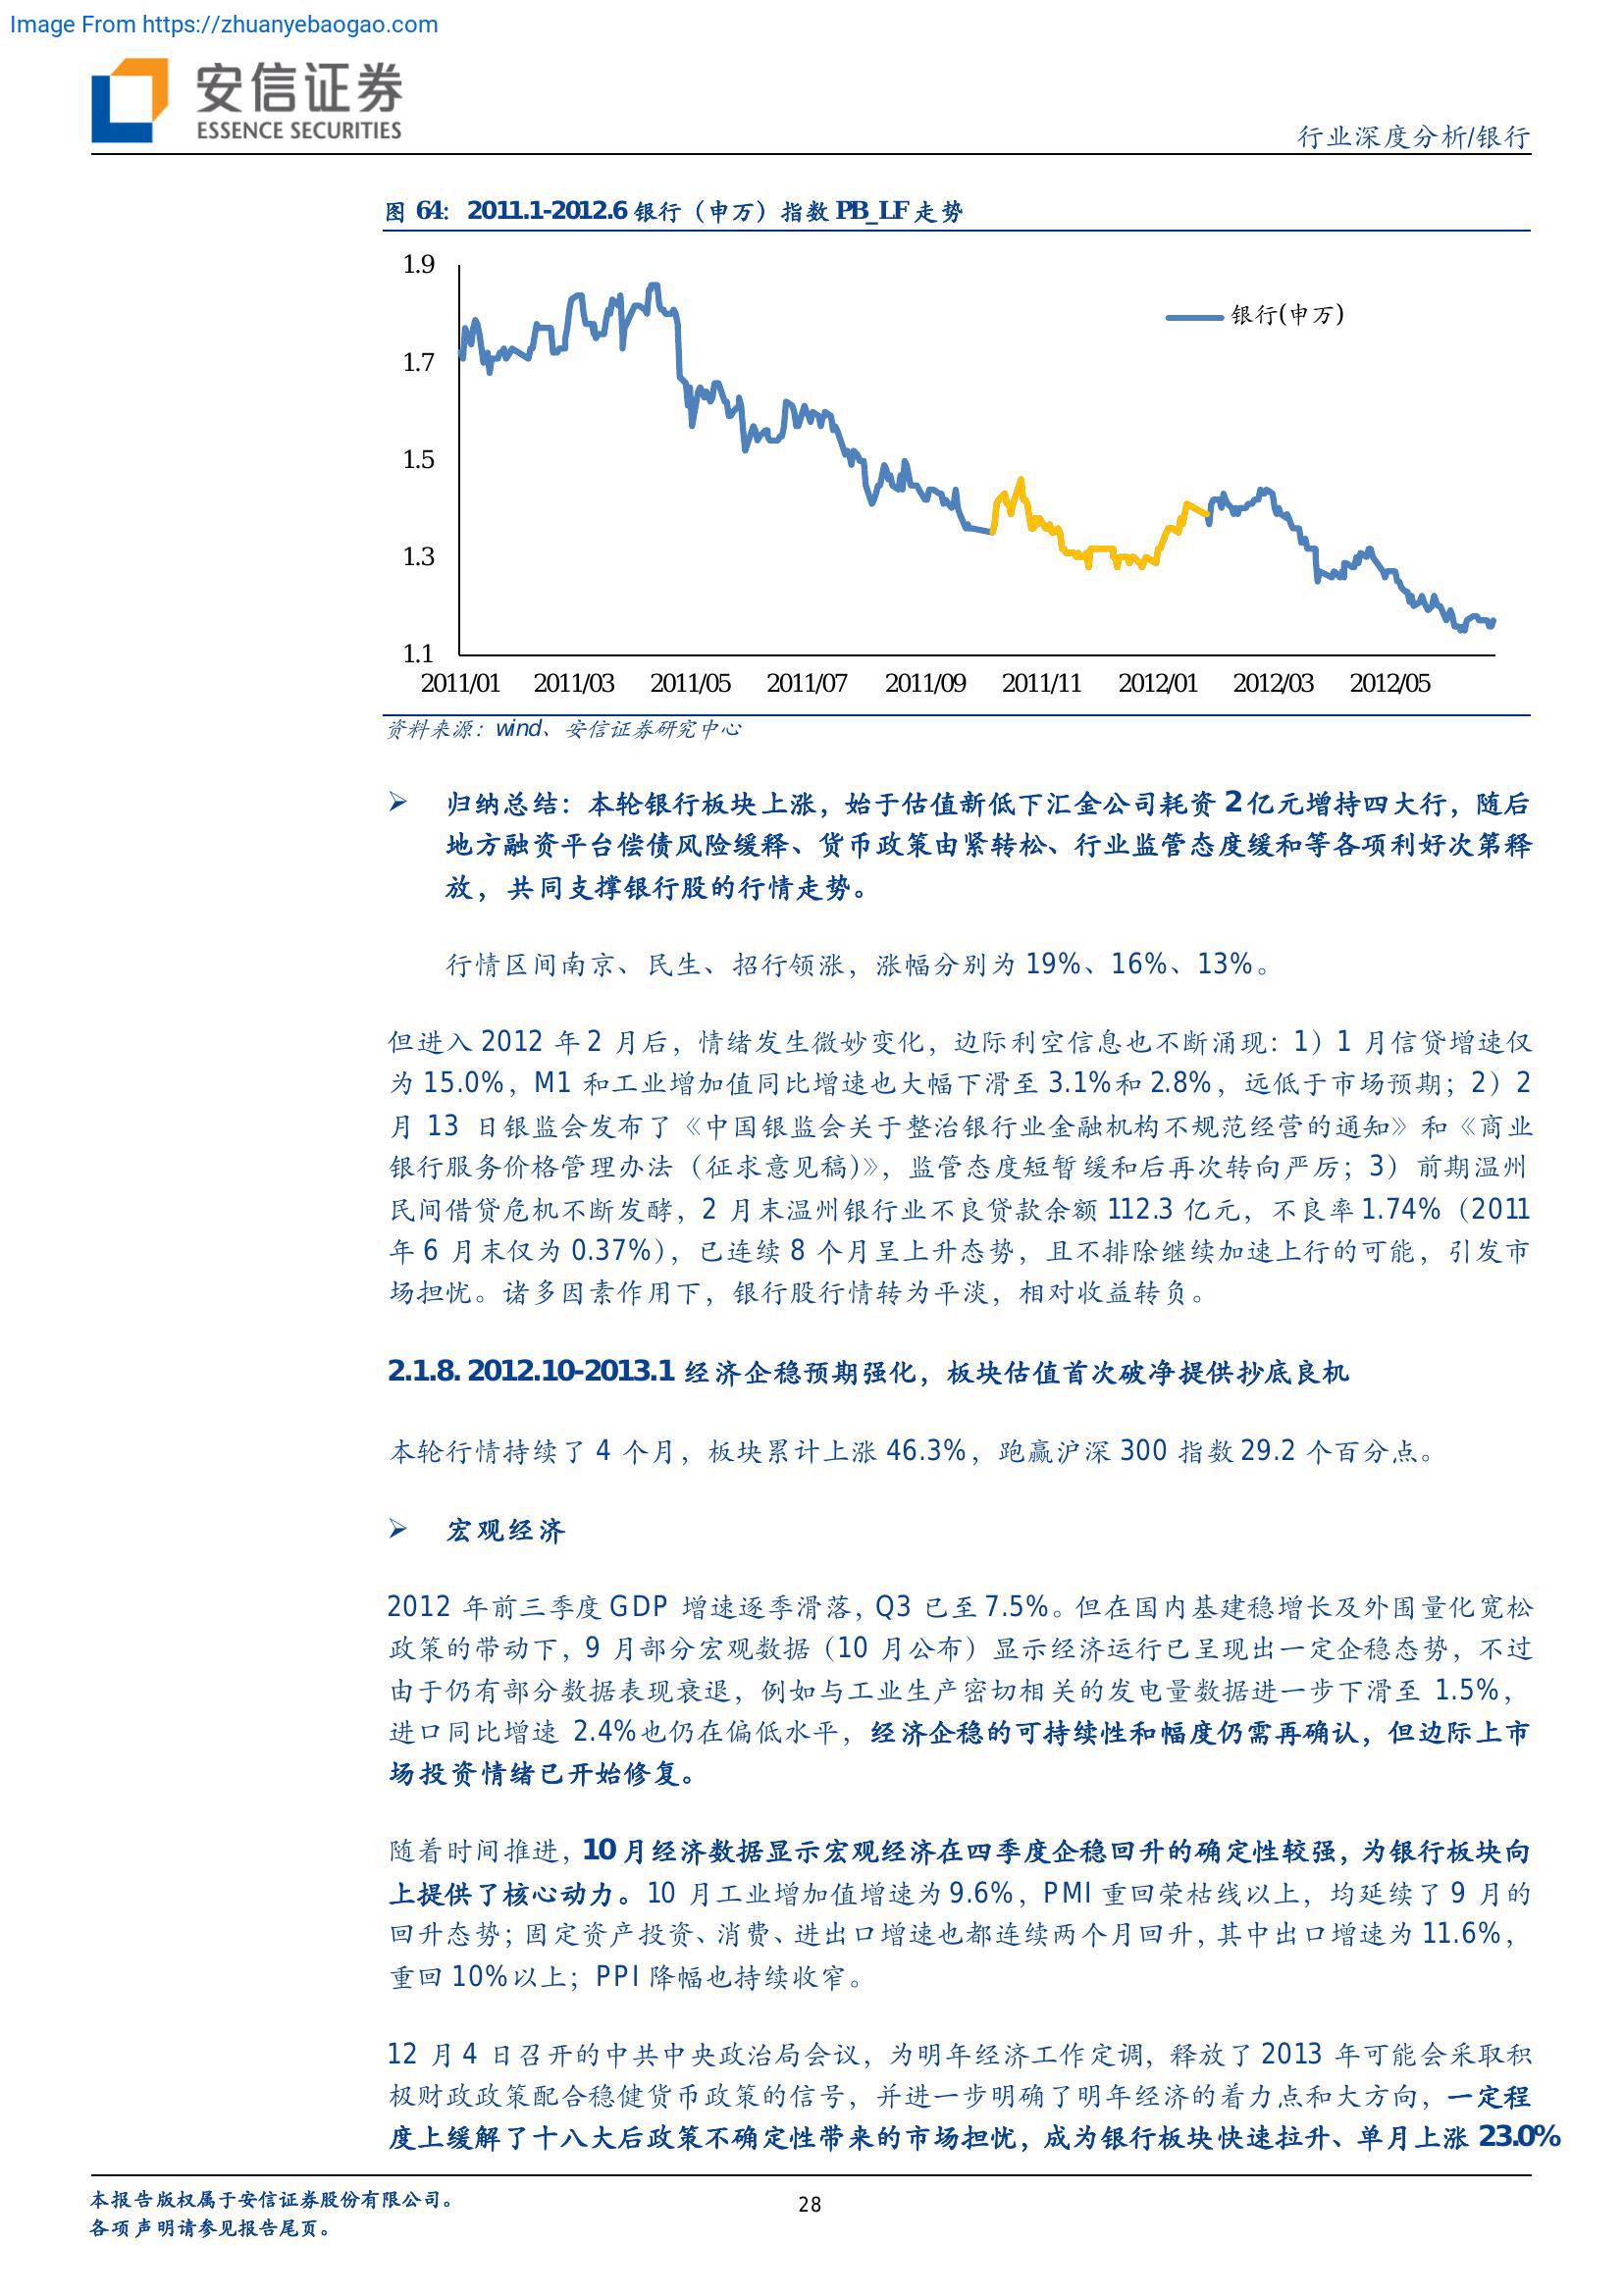 Image From https://zhuanyebaogao.com
安信证券
ESSENCE SECURITIES
行业深度分析/银行
图 64: 2011.1-2012.6 银行（申万）指数 PB_LF 走势
1.9
银行(申万)
1.7
1.5
1.3
1.1
2011/01 2011/03 2011/05 2011/07 2011/09 2011/11 2012/01 2012/03 2012/05
资料来源：wind、安信证券研究中心
➢ 归纳总结：本轮银行板块上涨，始于估值新低下汇金公司耗资 2 亿元增持四大行，随后
地方融资平台偿债风险缓释、货币政策由紧转松、行业监管态度缓和等各项利好次第释
放，共同支撑银行股的行情走势。
行情区间南京、民生、招行领涨，涨幅分别为 19%、16%、13%。
但进入 2012 年 2 月后，情绪发生微妙变化，边际利空信息也不断涌现：1）1 月信贷增速仅
为 15.0%，M1 和工业增加值同比增速也大幅下滑至 3.1%和 2.8%，远低于市场预期；2）2
月 13 日银监会发布了《中国银监会关于整治银行业金融机构不规范经营的通知》和《商业
银行服务价格管理办法（征求意见稿)》，监管态度短暂缓和后再次转向严厉；3）前期温州
民间借贷危机不断发酵，2 月末温州银行业不良贷款余额 112.3 亿元，不良率 1.74%（2011
年 6 月末仅为 0.37%)，已连续 8 个月呈上升态势，且不排除继续加速上行的可能，引发市
场担忧。诸多因素作用下，银行股行情转为平淡，相对收益转负。
2.1.8. 2012.10-2013.1 经济企稳预期强化，板块估值首次破净提供抄底良机
本轮行情持续了 4 个月，板块累计上涨 46.3%，跑赢沪深 300 指数 29.2 个百分点。
➢ 宏观经济
2012 年前三季度 GDP 增速逐季滑落，Q3 已至 7.5%。但在国内基建稳增长及外围量化宽松
政策的带动下，9 月部分宏观数据（10 月公布）显示经济运行已呈现出一定企稳态势，不过
由于仍有部分数据表现衰退，例如与工业生产密切相关的发电量数据进一步下滑至 1.5%，
进口同比增速 2.4%也仍在偏低水平，经济企稳的可持续性和幅度仍需再确认，但边际上市
场投资情绪已开始修复。
随着时间推进，10 月经济数据显示宏观经济在四季度企稳回升的确定性较强，为银行板块向
上提供了核心动力。10 月工业增加值增速为 9.6%，PMI 重回荣枯线以上，均延续了 9 月的
回升态势；固定资产投资、消费、进出口增速也都连续两个月回升，其中出口增速为 11.6%，
重回 10%以上；PPI 降幅也持续收窄。
12 月 4 日召开的中共中央政治局会议，为明年经济工作定调，释放了 2013 年可能会采取积
极财政政策配合稳健货币政策的信号，并进一步明确了明年经济的着力点和大方向，一定程
度上缓解了十八大后政策不确定性带来的市场担忧，成为银行板块快速拉升、单月上涨 23.0%
本报告版权属于安信证券股份有限公司。
28
各项声明请参见报告尾页。